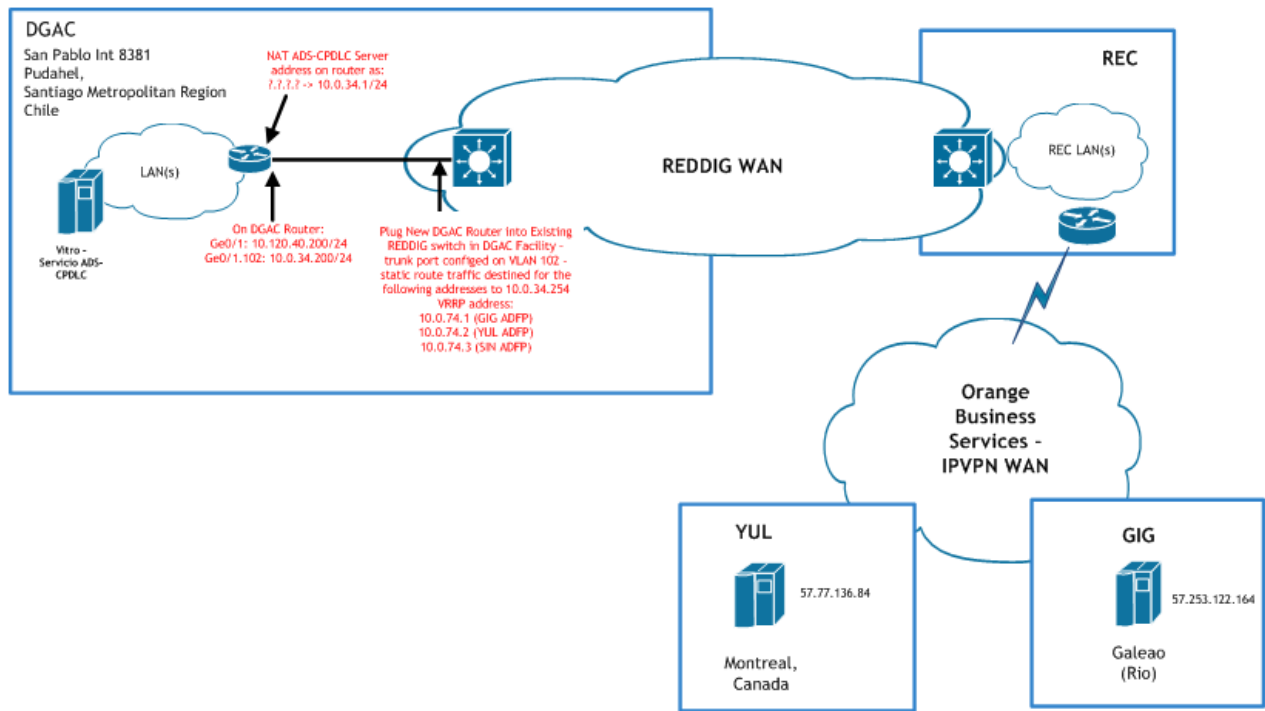 DGAC
San Pablo Int 8381
Pudahel,
Santiago Metropolitan Region
Chile
NAT ADS-CPDLC Server
address on router as:
?.?.?.? -> 10.0.34.1/24
LAN(s)
Vitro -
Servicio ADS-
CPDLC
On DGAC Router:
Ge0/1: 10.120.40.200/24
Ge0/1.102: 10.0.34.200/24
Plug New DGAC Router into Existing
REDDIG switch in DGAC Facility -
trunk port configed on VLAN 102 -
static route traffic destined for the
following addresses to 10.0.34.254
VRRP address:
10.0.74.1 (GIG ADFP)
10.0.74.2 (YUL ADFP)
10.0.74.3 (SIN ADFP)
REDDIG WAN
REC
REC LAN(s)
Orange
Business
Services -
IPVPN WAN
YUL
57.77.136.84
Montreal,
Canada
GIG
57.253.122.164
Galeao
(Rio)